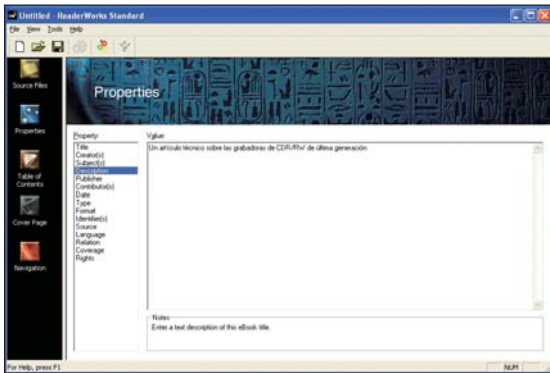 Untitled - ReaderWorks Standard
File View Tools Help
Source Files
Properties
Table of
Contents
Cover Page
Navigation
Properties
Property:
Title
Creator(s)
Subject(s)
Description
Publisher
Contributor(s)
Date
Type
Format
Identifier(s)
Source
Language
Relation
Coverage
Rights
Value:
Un artículo técnico sobre las grabadoras de CDR/RW de última generación.
Notes
Enter a text description of this eBook title.
For Help, press F1
NUM